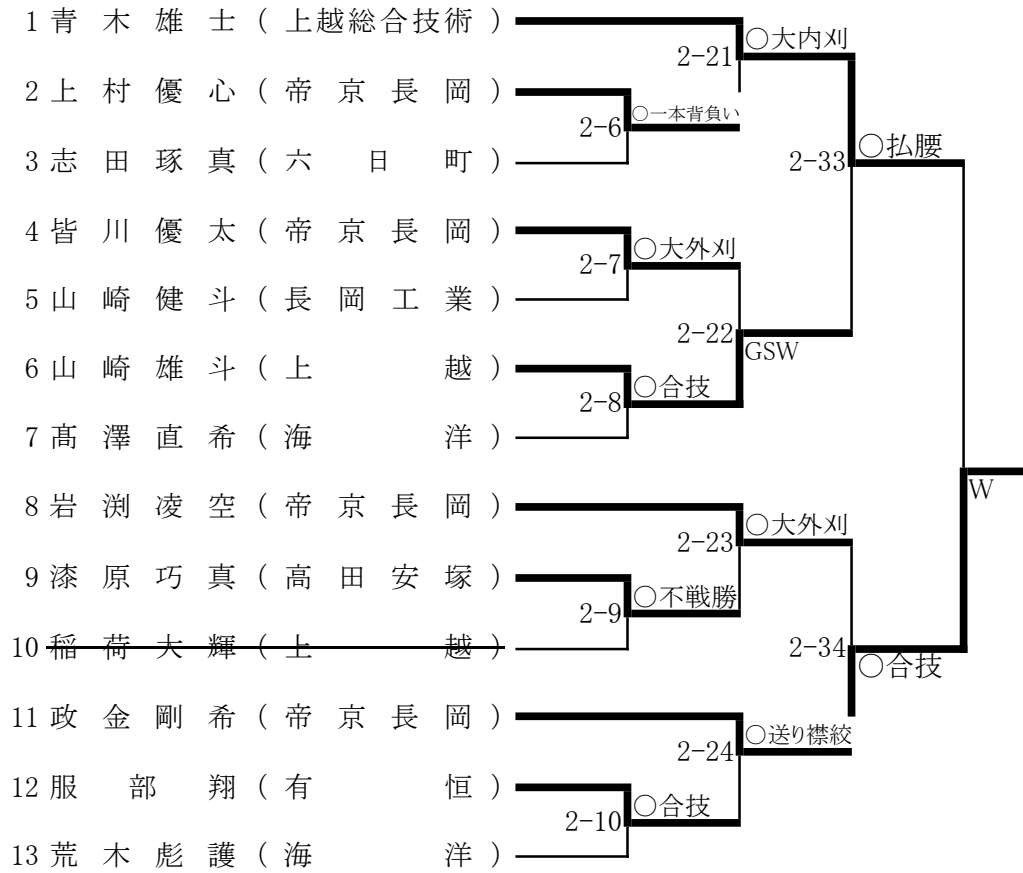 1 青木雄士(上越総合技術)
○大内刈
2-21
2 上村優心(帝京長岡)
○一本背負い
2-6
○払腰
2-33
3 志田琢真(六日町)
4 皆川優太(帝京長岡)
○大外刈
2-7
5 山崎健斗(長岡工業)
2-22
GSW
6 山崎雄斗(上越)
○合技
2-8
7 髙澤直希(海洋)
W
8 岩渕凌空(帝京長岡)
○大外刈
2-23
9 漆原巧真(高田安塚)
○不戦勝
2-9
10 稲荷大輝(上越)
2-34
○合技
11 政金剛希(帝京長岡)
○送り襟絞
2-24
12 服部翔(有恒)
○合技
2-10
13 荒木彪護(海洋)